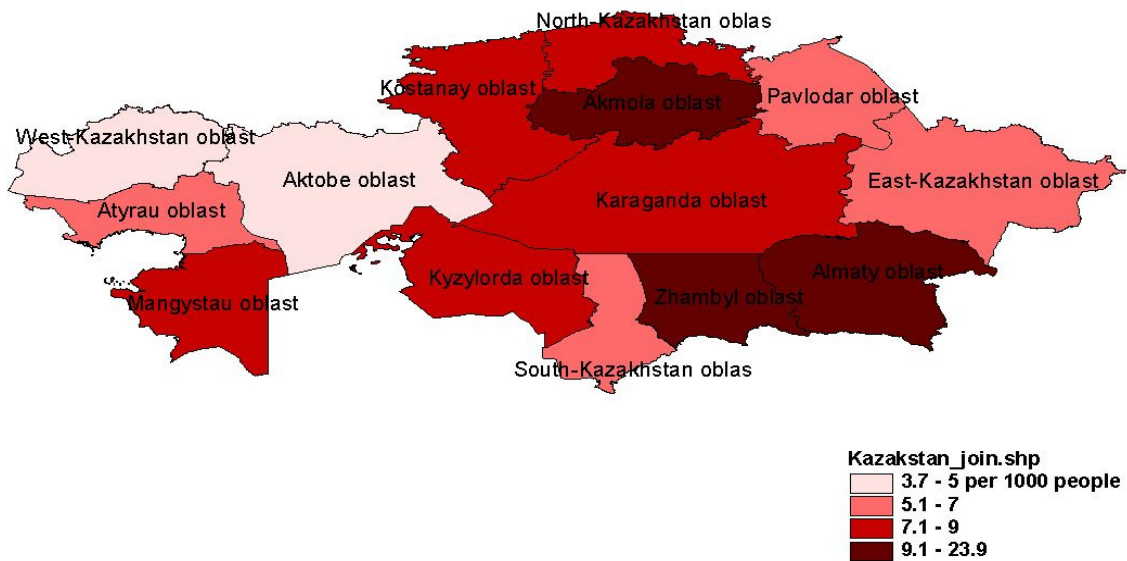 North-Kazakhstan oblas
Kostanay oblast
Akmola oblast
Pavlodar oblast
West-Kazakhstan oblast
Aktobe oblast
East-Kazakhstan oblast
Karaganda oblast
Atyrau oblast
Mangystau oblast
Kyzylorda oblast
Zhambyl oblast
Almaty oblast
South-Kazakhstan oblas
Kazakstan_join.shp
3.7 - 5 per 1000 people
5.1 - 7
7.1 - 9
9.1 - 23.9